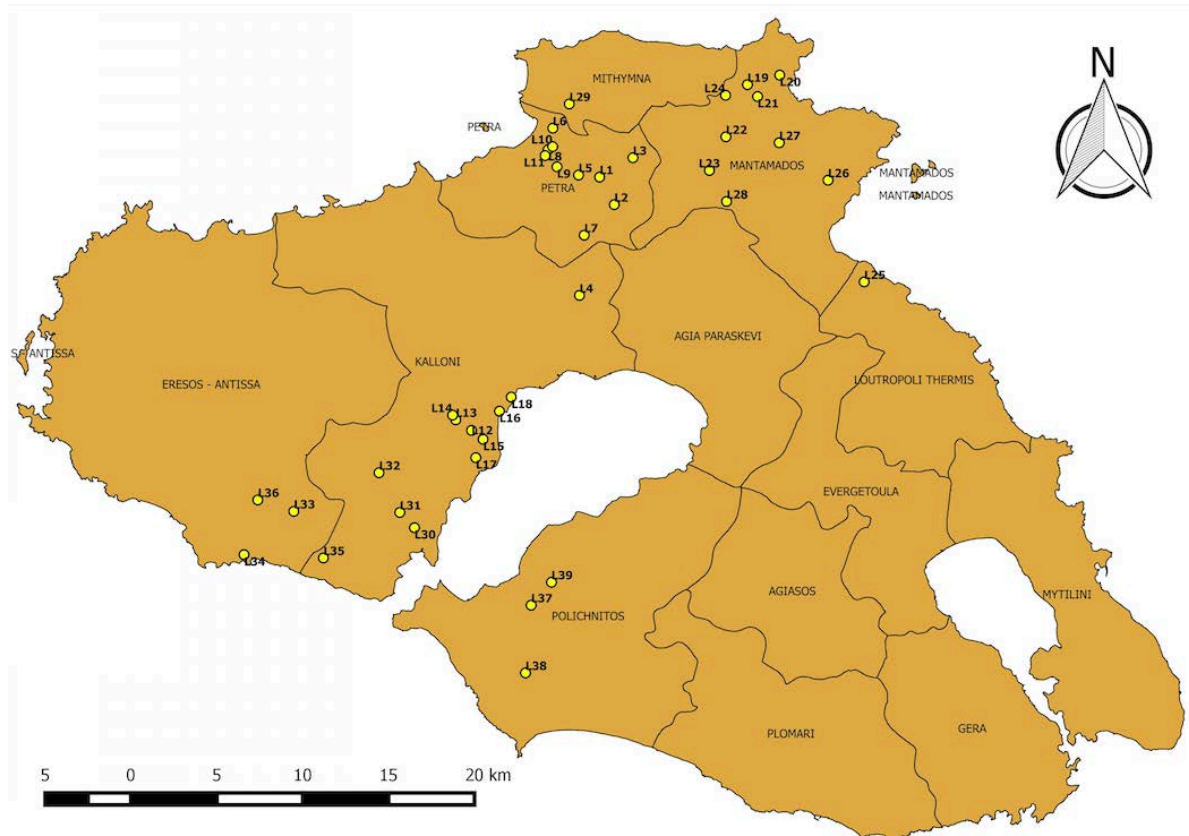 N
MITHYMNA
L19
L20
L24
L21
L29
PETRA
L6
L10
L22
L27
L11
L8
L3
L9
L5
L1
L23
MANTAMADOS
L26
MANTAMADOS
PETRA
MANTAMADOS
L2
L28
L7
L25
L4
AGIA PARASKEVI
ANTISSA
KALLONI
ERESOS - ANTISSA
LOUTROPOLI THERMIS
L18
L14
L13
L16
L12
L15
L17
L32
EVERGETOULA
L36
L33
L31
L30
L34
L35
L39
L37
POLICHNITOS
AGIASOS
MYTILINI
L38
PLOMARI
GERA
5 0 5 10 15 20 km